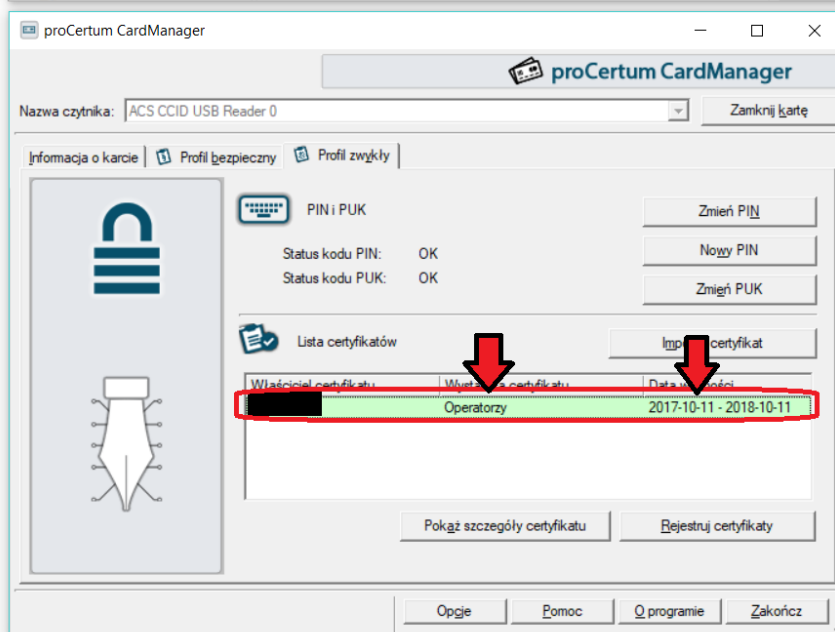 proCertum CardManager
proCertum CardManager
Nazwa czytnika: ACS CCID USB Reader 0 Zamknij kartę
Informacja o karcie Profil bezpieczny Profil zwykły
PIN i PUK Zmień PIN
Status kodu PIN: OK Nowy PIN
Status kodu PUK: OK Zmień PUK
Lista certyfikatów certyfikat
Właściciel certyfikatu certyfikatu Data
Operatorzy 2017-10-11 - 2018-10-11
Pokaż szczegóły certyfikatu Rejestruj certyfikaty
Opcje Pomoc O programie Zakończ